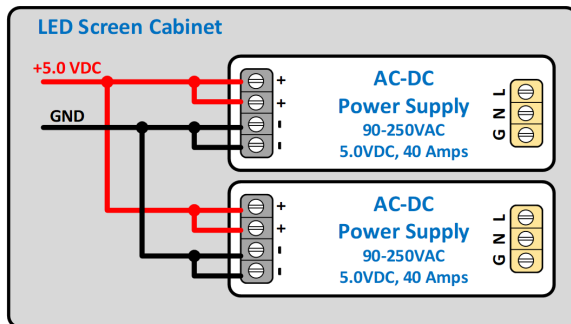 LED Screen Cabinet
+5.0 VDC
GND
+
+
-
-
AC-DC
Power Supply
90-250VAC
5.0VDC, 40 Amps
G N L
+
+
-
-
AC-DC
Power Supply
90-250VAC
5.0VDC, 40 Amps
G N L